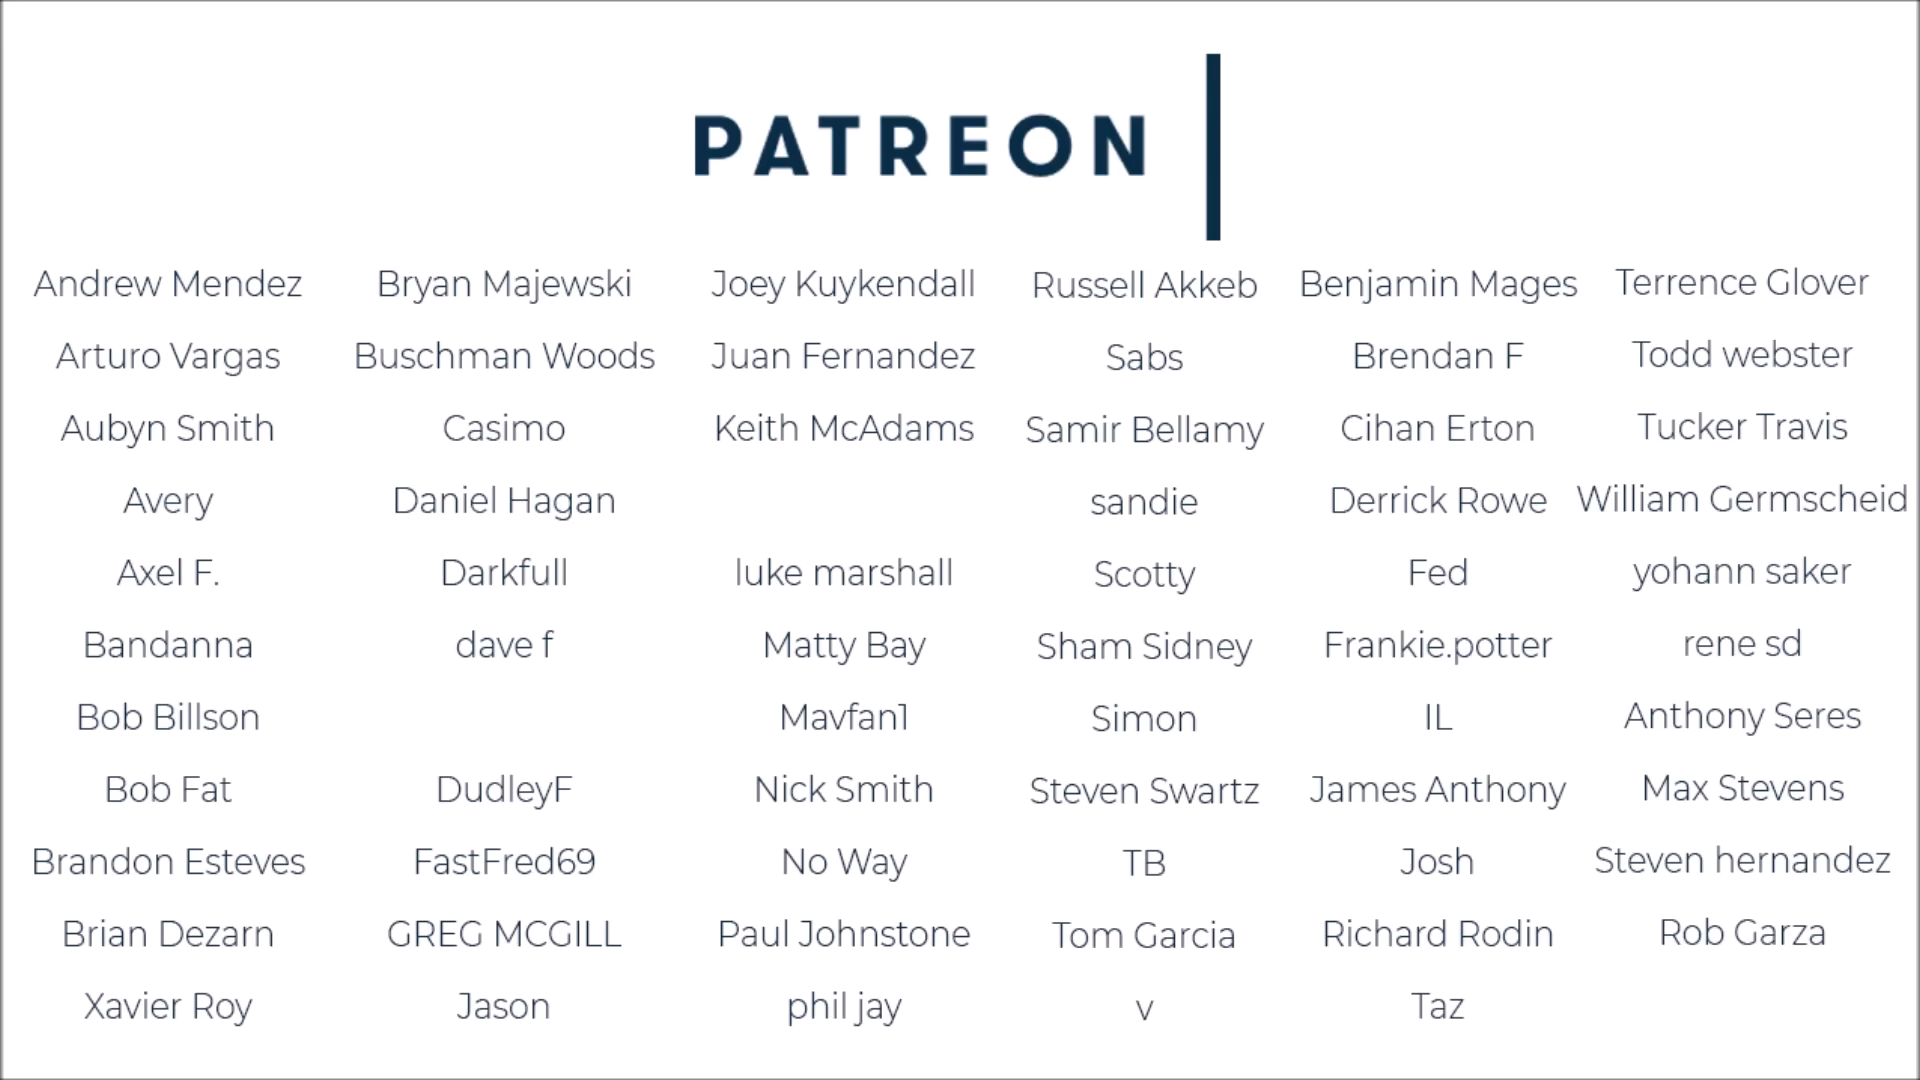 PATREON
Andrew Mendez Bryan Majewski Joey Kuykendall Russell Akkeb Benjamin Mages Terrence Glover
Arturo Vargas Buschman Woods Juan Fernandez Sabs Brendan F Todd webster
Aubyn Smith Casimo Keith McAdams Samir Bellamy Cihan Erton Tucker Travis
Avery Daniel Hagan sandie Derrick Rowe William Germscheid
Axel F. Darkfull luke marshall Scotty Fed yohann saker
Bandanna dave f Matty Bay Sham Sidney Frankie.potter rene sd
Bob Billson Mavfan1 Simon IL Anthony Seres
Bob Fat DudleyF Nick Smith Steven Swartz James Anthony Max Stevens
Brandon Esteves FastFred69 No Way TB Josh Steven hernandez
Brian Dezarn GREG MCGILL Paul Johnstone Tom Garcia Richard Rodin Rob Garza
Xavier Roy Jason phil jay v Taz